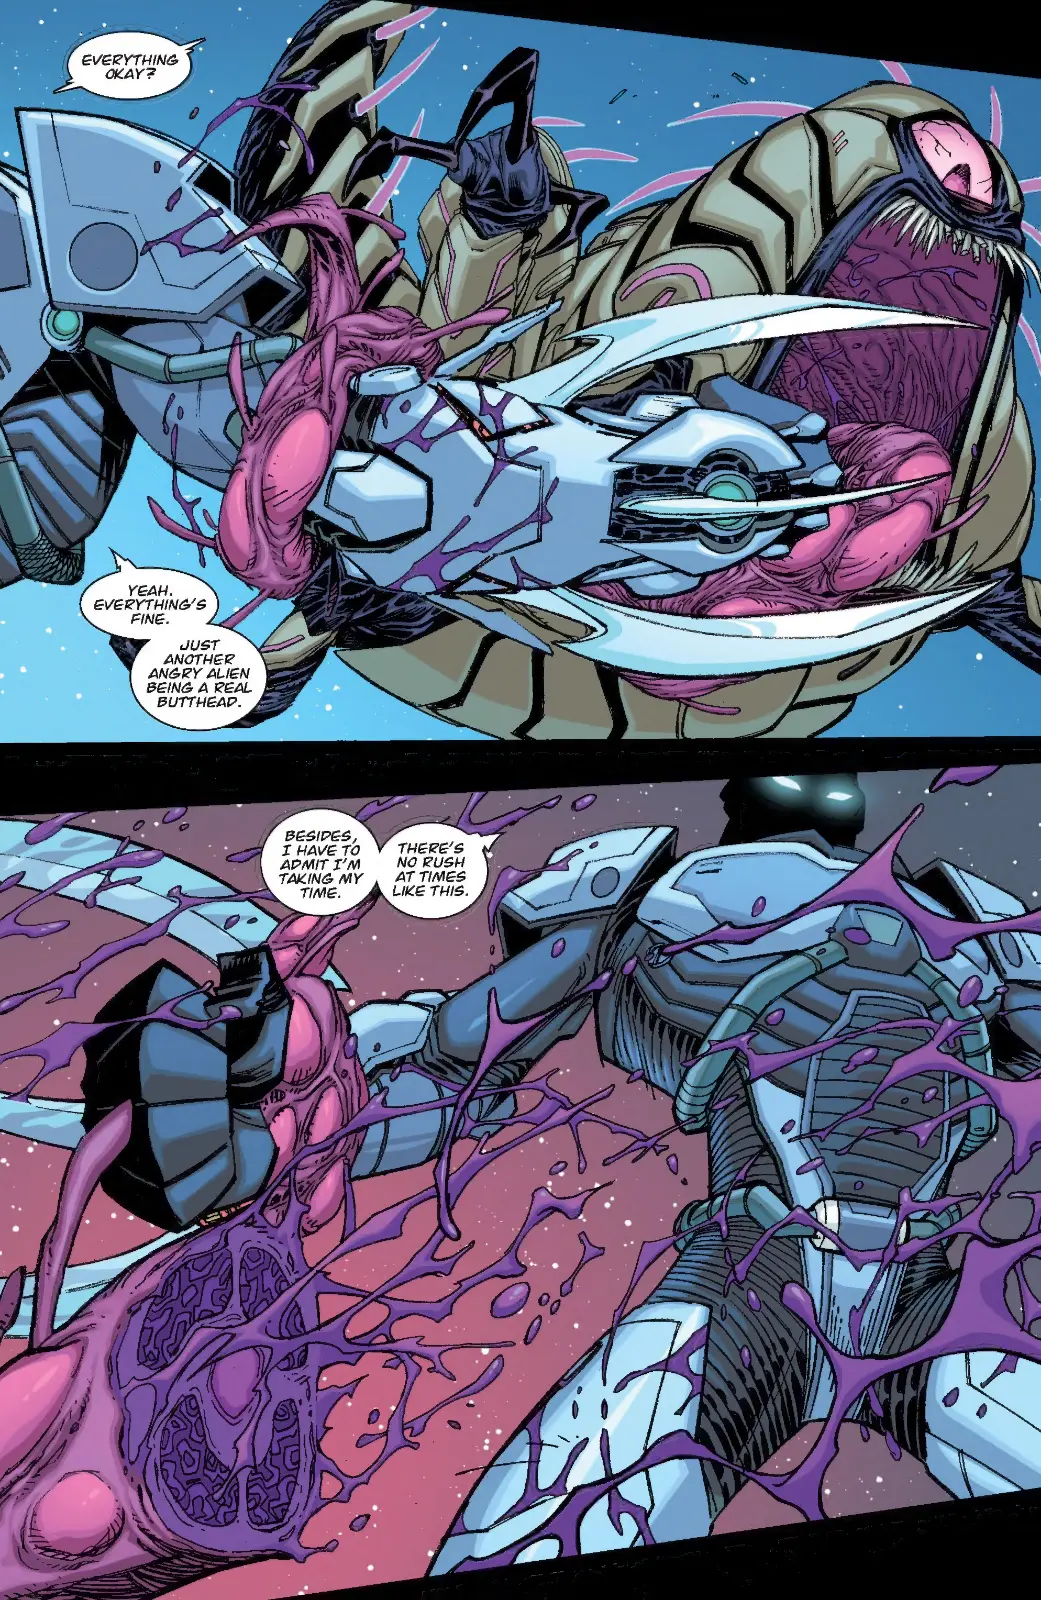 EVERYTHING
OKAY?
YEAH.
EVERYTHING'S
FINE.
JUST
ANOTHER
ANGRY ALIEN
BEING A REAL
BUTTHEAD.
BESIDES,
I HAVE TO
ADMIT I'M
TAKING MY
TIME.
THERE'S
NO RUSH
AT TIMES
LIKE THIS.